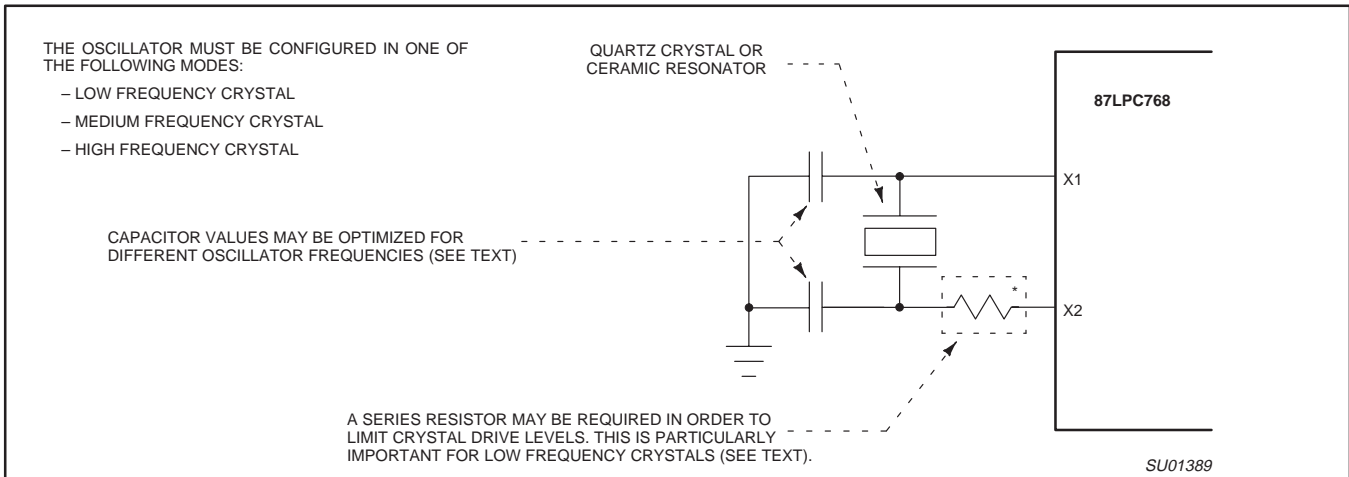 THE OSCILLATOR MUST BE CONFIGURED IN ONE OF
THE FOLLOWING MODES:
– LOW FREQUENCY CRYSTAL
– MEDIUM FREQUENCY CRYSTAL
– HIGH FREQUENCY CRYSTAL
QUARTZ CRYSTAL OR
CERAMIC RESONATOR
87LPC768
X1
CAPACITOR VALUES MAY BE OPTIMIZED FOR
DIFFERENT OSCILLATOR FREQUENCIES (SEE TEXT)
*
X2
A SERIES RESISTOR MAY BE REQUIRED IN ORDER TO
LIMIT CRYSTAL DRIVE LEVELS. THIS IS PARTICULARLY
IMPORTANT FOR LOW FREQUENCY CRYSTALS (SEE TEXT).
SU01389